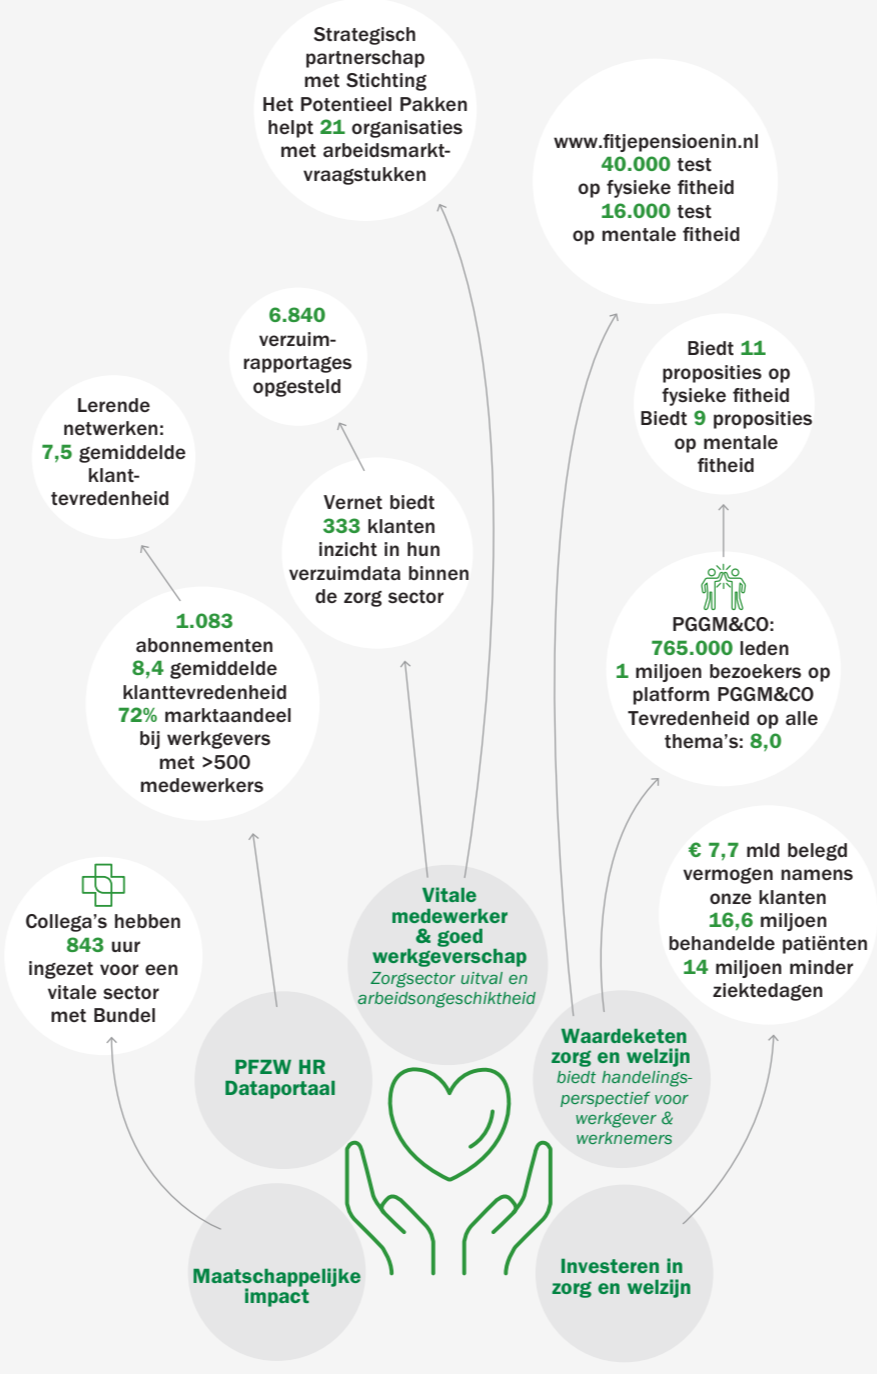 Strategisch
partnerschap
met Stichting
Het Potentieel Pakken
helpt 21 organisaties
met arbeidsmarkt-
vraagstukken
www.fitjepensioenin.nl
40.000 test
op fysieke fitheid
16.000 test
op mentale fitheid
6.840
verzuim-
rapportages
opgesteld
Biedt 11
proposities op
fysieke fitheid
Biedt 9 proposities
op mentale
fitheid
Lerende
netwerken:
7,5 gemiddelde
klant-
tevredenheid
Vernet biedt
333 klanten
inzicht in hun
verzuimdata binnen
de zorg sector
1.083
abonnementen
8,4 gemiddelde
klanttevredenheid
72% marktaandeel
bij werkgevers
met >500
medewerkers
PGGM&CO:
765.000 leden
1 miljoen bezoekers op
platform PGGM&CO
Tevredenheid op alle
thema's: 8,0
Collega's hebben
843 uur
ingezet voor een
vitale sector
met Bundel
€ 7,7 mld belegd
vermogen namens
onze klanten
16,6 miljoen
behandelde patiënten
14 miljoen minder
ziektedagen
Vitale
medewerker
& goed
werkgeverschap
Zorgsector uitval en
arbeidsongeschiktheid
PFZW HR
Dataportaal
Waardeketen
zorg en welzijn
biedt handelings-
perspectief voor
werkgever &
werknemers
Maatschappelijke
impact
Investeren in
zorg en welzijn